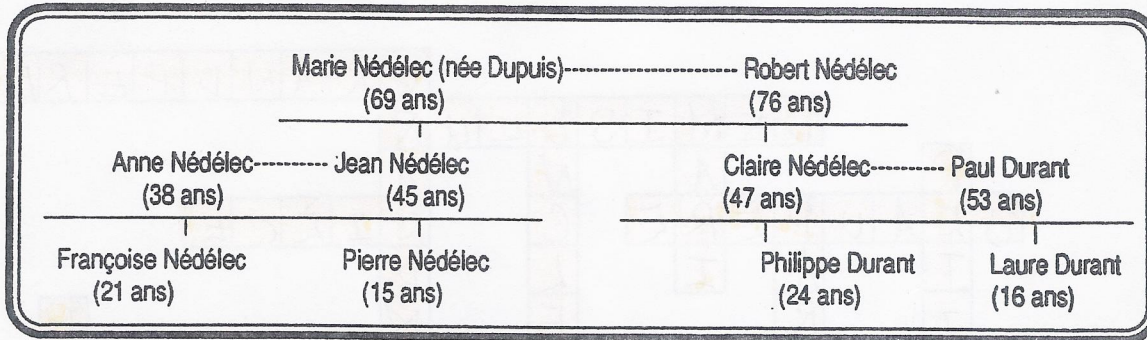 Marie Nédélec (née Dupuis)----------------------Robert Nédélec
(69 ans) (76 ans)
Anne Nédélec----------Jean Nédélec Claire Nédélec----------Paul Durant
(38 ans) (45 ans) (47 ans) (53 ans)
Françoise Nédélec Pierre Nédélec Philippe Durant Laure Durant
(21 ans) (15 ans) (24 ans) (16 ans)